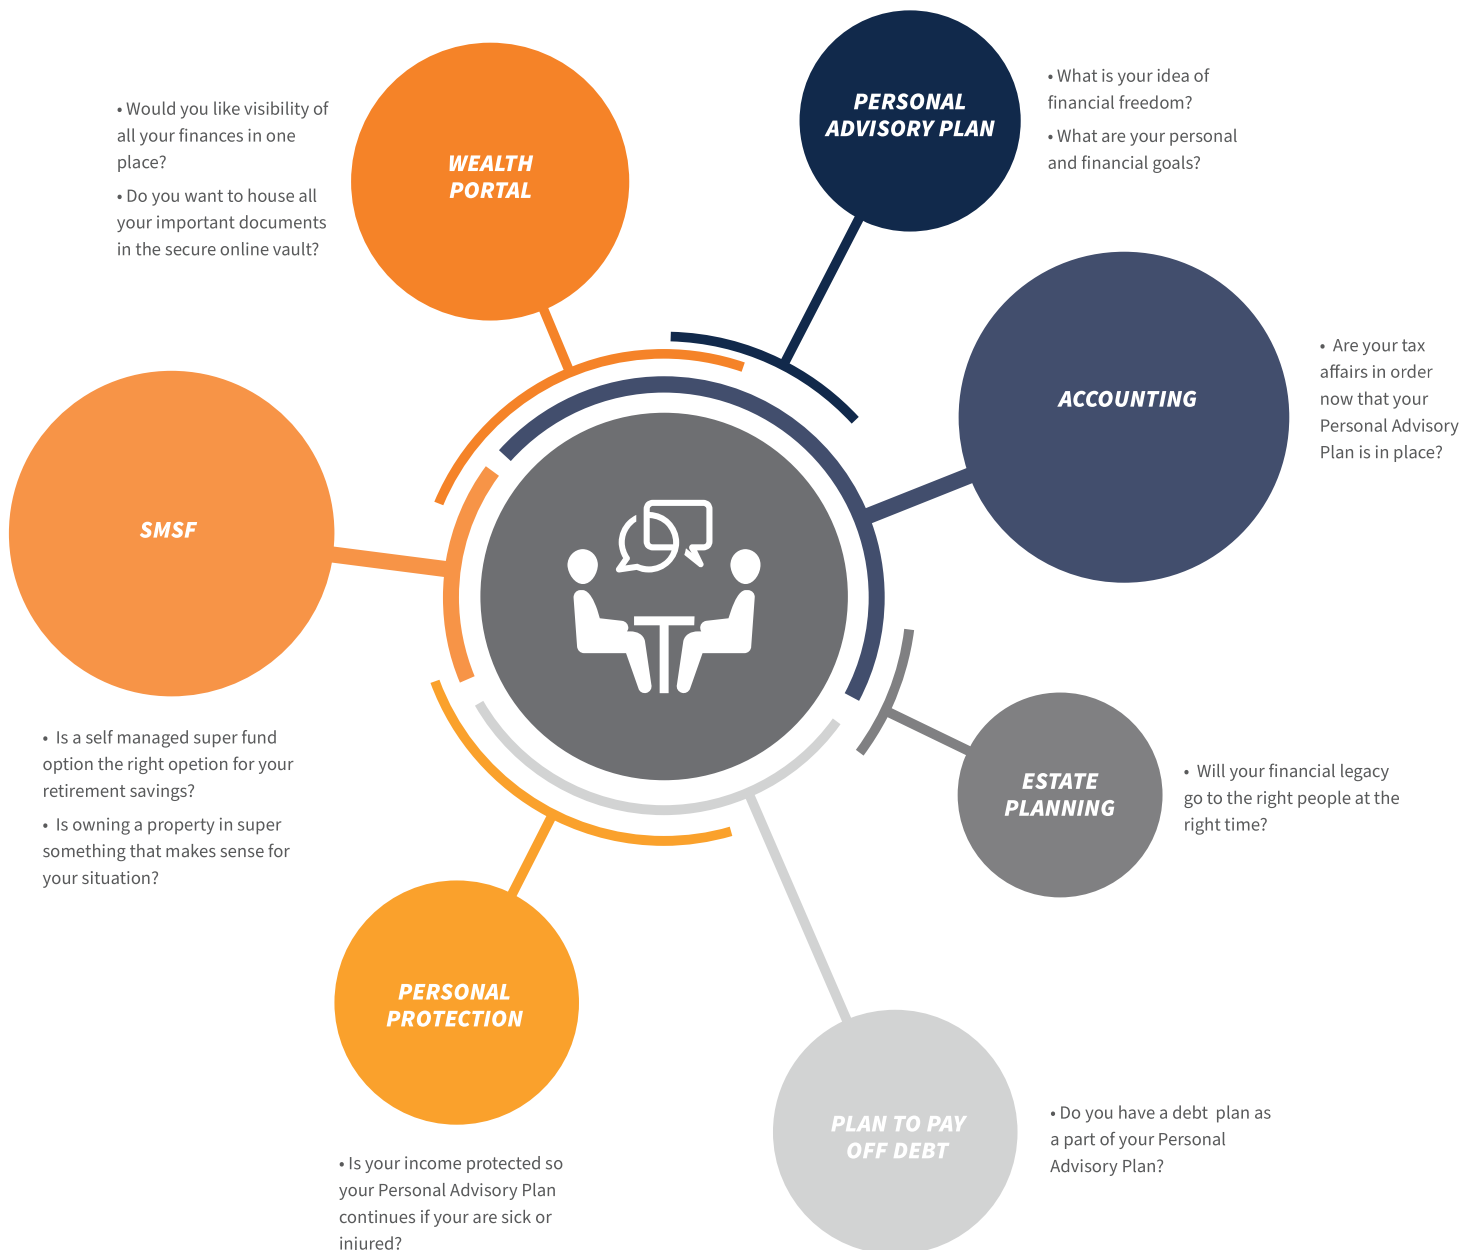 PERSONAL
ADVISORY PLAN
• What is your idea of
financial freedom?
• What are your personal
and financial goals?
ACCOUNTING
• Are your tax
affairs in order
now that your
Personal Advisory
Plan is in place?
ESTATE
PLANNING
• Will your financial legacy
go to the right people at the
right time?
PLAN TO PAY
OFF DEBT
• Do you have a debt plan as
a part of your Personal
Advisory Plan?
PERSONAL
PROTECTION
• Is your income protected so
your Personal Advisory Plan
continues if your are sick or
injured?
SMSF
• Is a self managed super fund
option the right opetion for your
retirement savings?
• Is owning a property in super
something that makes sense for
your situation?
WEALTH
PORTAL
• Would you like visibility of
all your finances in one
place?
• Do you want to house all
your important documents
in the secure online vault?